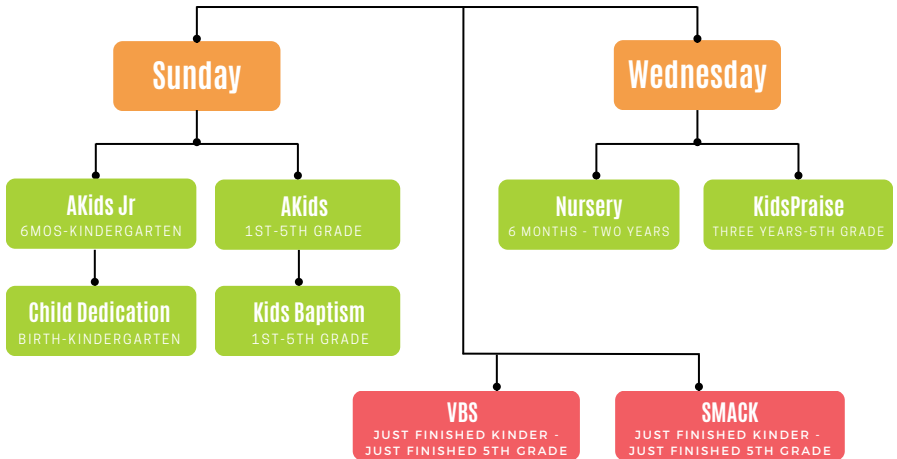 Sunday
Wednesday
AKids Jr
6MOS-KINDERGARTEN
AKids
1ST-5TH GRADE
Nursery
6 MONTHS - TWO YEARS
KidsPraise
THREE YEARS-5TH GRADE
Child Dedication
BIRTH-KINDERGARTEN
Kids Baptism
1ST-5TH GRADE
VBS
JUST FINISHED KINDER -
JUST FINISHED 5TH GRADE
SMACK
JUST FINISHED KINDER -
JUST FINISHED 5TH GRADE